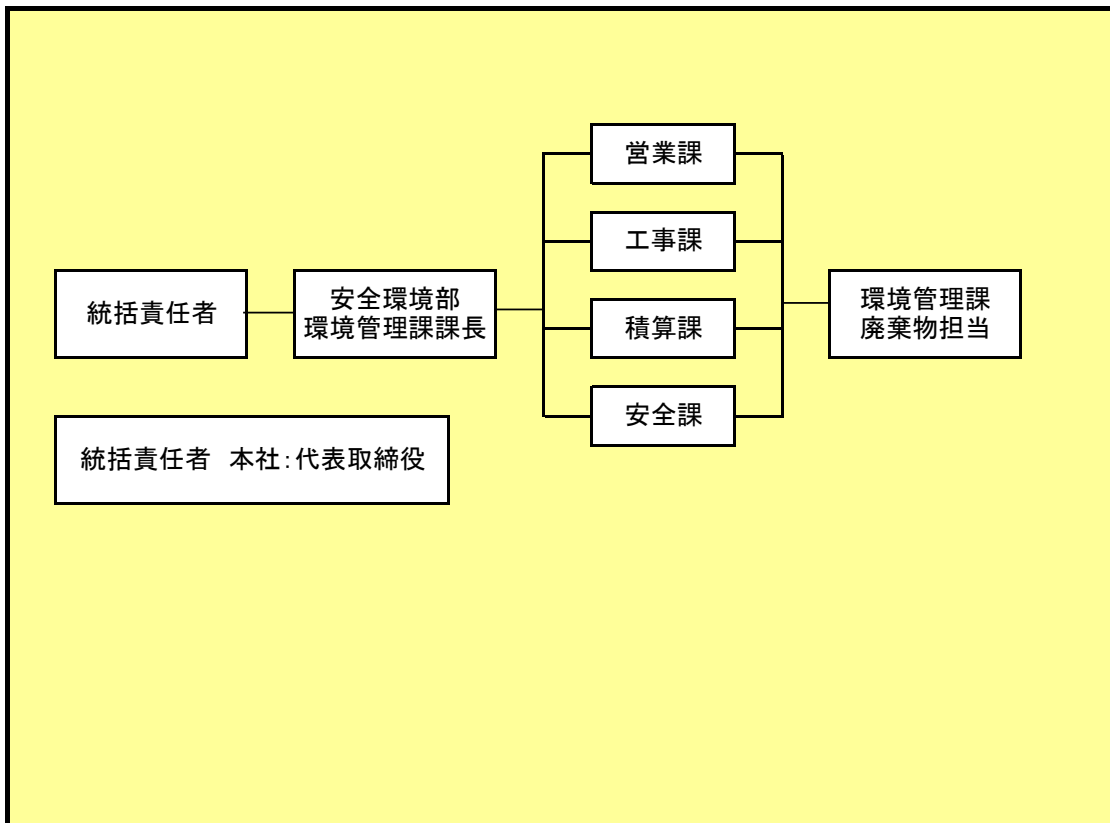 統括責任者
安全環境部
環境管理課課長
営業課
工事課
積算課
安全課
環境管理課
廃棄物担当
統括責任者　本社：代表取締役